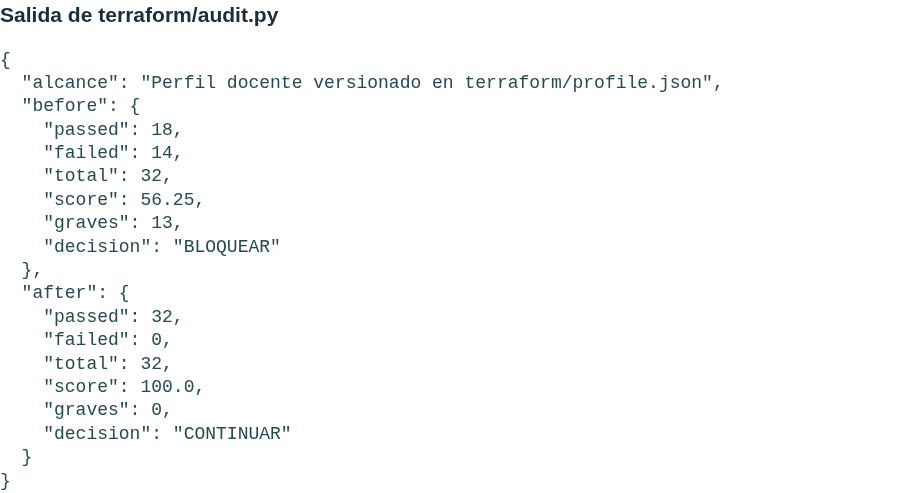 Salida de terraform/audit.py
{
  "alcance": "Perfil docente versionado en terraform/profile.json",
  "before": {
    "passed": 18,
    "failed": 14,
    "total": 32,
    "score": 56.25,
    "graves": 13,
    "decision": "BLOQUEAR"
  },
  "after": {
    "passed": 32,
    "failed": 0,
    "total": 32,
    "score": 100.0,
    "graves": 0,
    "decision": "CONTINUAR"
  }
}